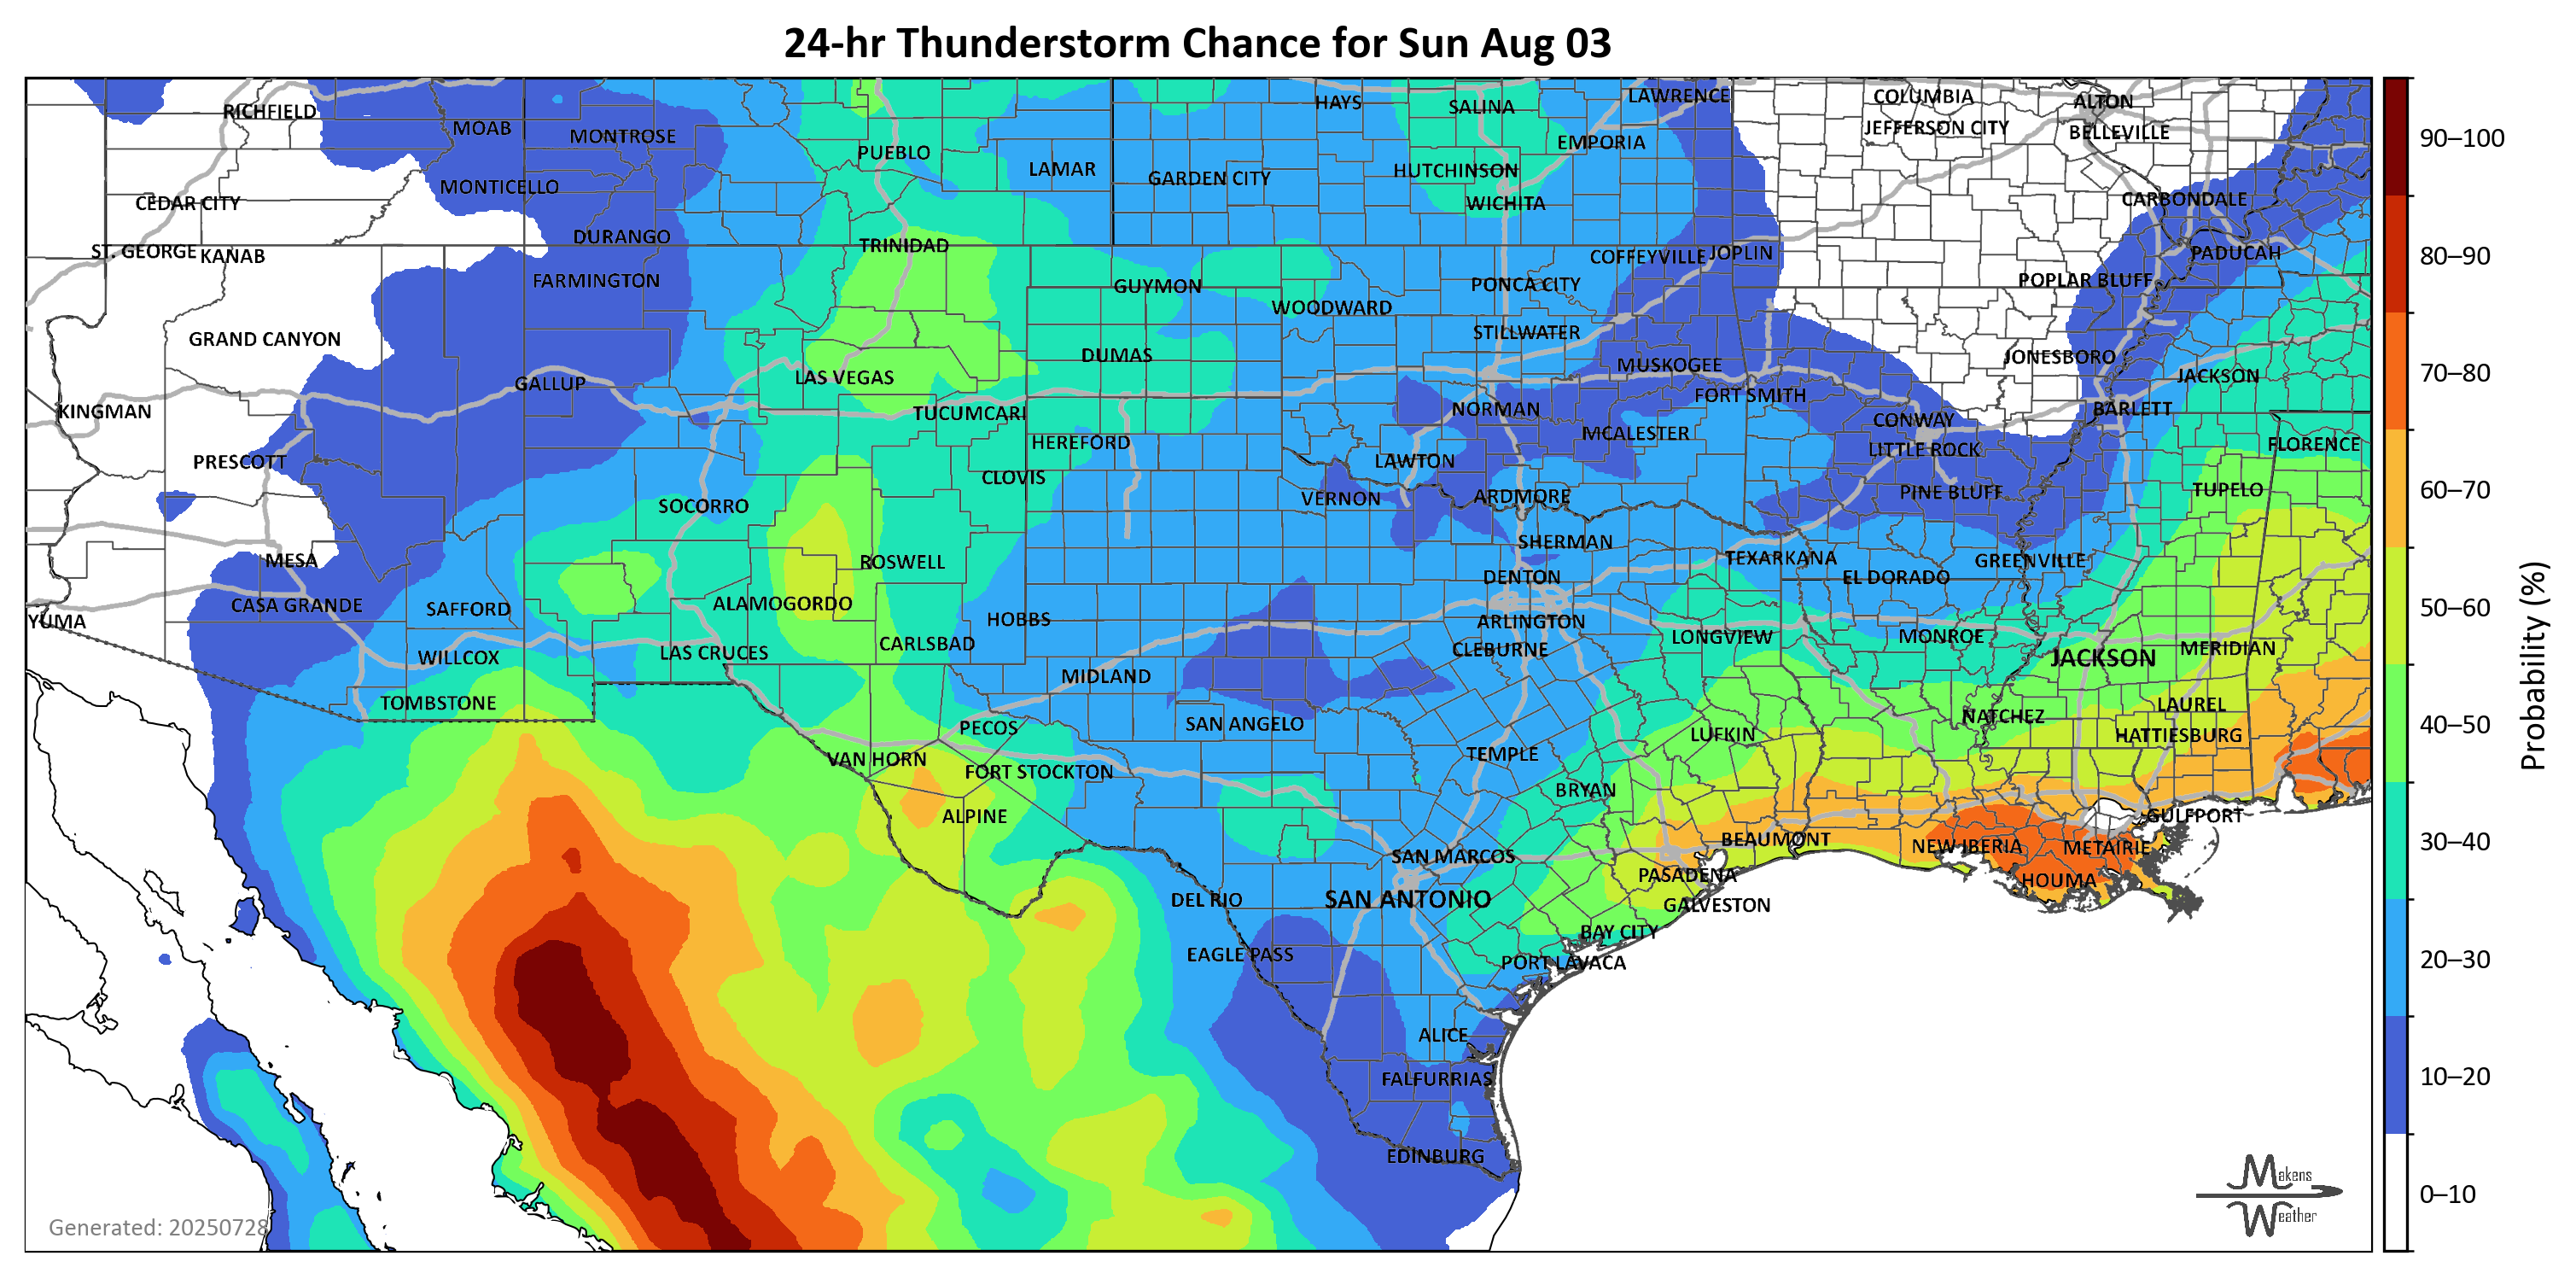 24-hr Thunderstorm Chance for Sun Aug 03
RICHFIELD
MOAB
MONTROSE
PUEBLO
LAMAR
HAYS
SALINA
LAWRENCE
COLUMBIA
ALTON
JEFFERSON CITY
BELLEVILLE
EMPORIA
HUTCHINSON
GARDEN CITY
MONTICELLO
CEDAR CITY
WICHITA
CARBONDALE
DURANGO
TRINIDAD
ST. GEORGE
KANAB
COFFEYVILLE
JOPLIN
PADUCAH
FARMINGTON
GUYMON
PONCA CITY
POPLAR BLUFF
WOODWARD
GRAND CANYON
STILLWATER
DUMAS
MUSKOGEE
JONESBORO
GALLUP
LAS VEGAS
JACKSON
FORT SMITH
KINGMAN
TUCUMCARI
NORMAN
BARLETT
CONWAY
MCALESTER
HEREFORD
LITTLE ROCK
FLORENCE
PRESCOTT
LAWTON
CLOVIS
VERNON
ARDMORE
PINE BLUFF
TUPELO
SOCORRO
SHERMAN
MESA
ROSWELL
TEXARKANA
GREENVILLE
DENTON
EL DORADO
CASA GRANDE
SAFFORD
ALAMOGORDO
YUMA
HOBBS
ARLINGTON
LONGVIEW
MONROE
CARLSBAD
CLEBURNE
MERIDIAN
WILLCOX
LAS CRUCES
JACKSON
MIDLAND
TOMBSTONE
LAUREL
NATCHEZ
SAN ANGELO
PECOS
LUFKIN
HATTIESBURG
VAN HORN
TEMPLE
FORT STOCKTON
BRYAN
ALPINE
GULFPORT
BEAUMONT
NEW IBERIA
METAIRIE
SAN MARCOS
PASADENA
HOUMA
DEL RIO
SAN ANTONIO
GALVESTON
BAY CITY
EAGLE PASS
PORT LAVACA
ALICE
FALFURRIAS
EDINBURG
Generated: 20250728
Makens
Weather
90–100
80–90
70–80
60–70
50–60
40–50
30–40
20–30
10–20
0–10
Probability (%)